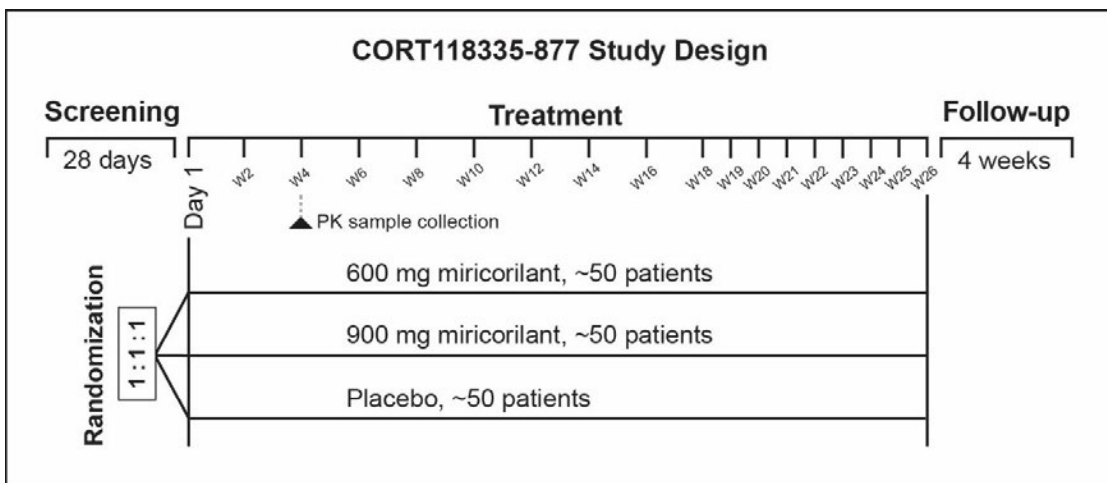 CORT118335-877 Study Design
Screening
Treatment
Follow-up
28 days
4 weeks
Day 1
W2
W4
W6
W8
W10
W12
W14
W16
W18
W19
W20
W21
W22
W23
W24
W25
W26
PK sample collection
Randomization
1 : 1 : 1
600 mg miricorilant, ~50 patients
900 mg miricorilant, ~50 patients
Placebo, ~50 patients